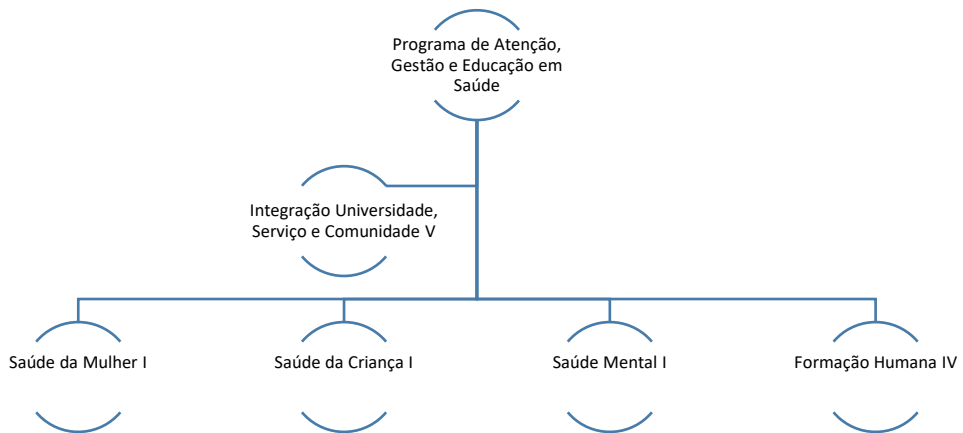 Programa de Atenção,
Gestão e Educação em
Saúde
Integração Universidade,
Serviço e Comunidade V
Saúde da Mulher I
Saúde da Criança I
Saúde Mental I
Formação Humana IV